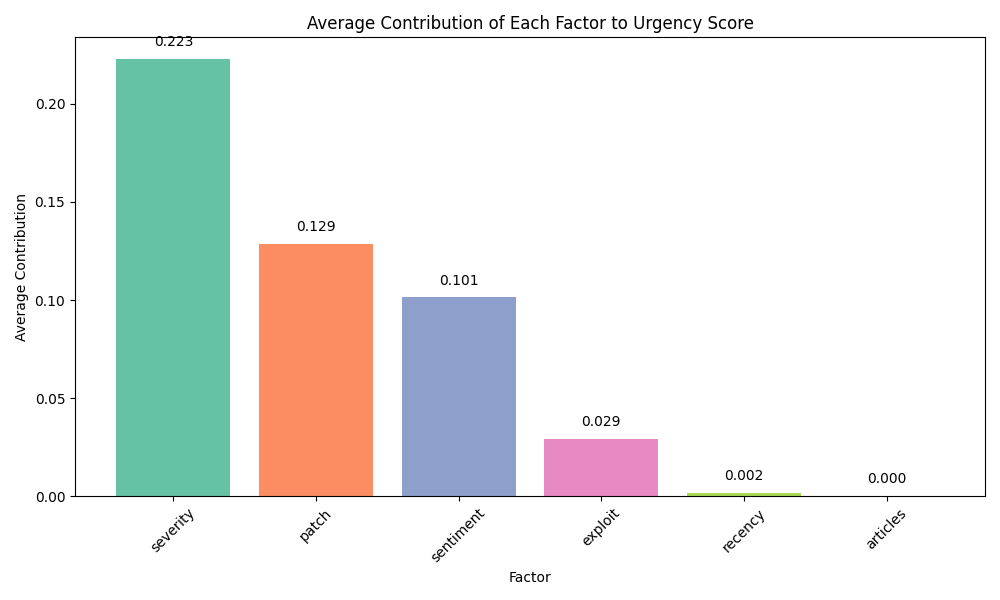 Average Contribution of Each Factor to Urgency Score
Average Contribution
0.20
0.15
0.10
0.05
0.00
0.223
0.129
0.101
0.029
0.002
0.000
severity
patch
sentiment
exploit
recency
articles
Factor